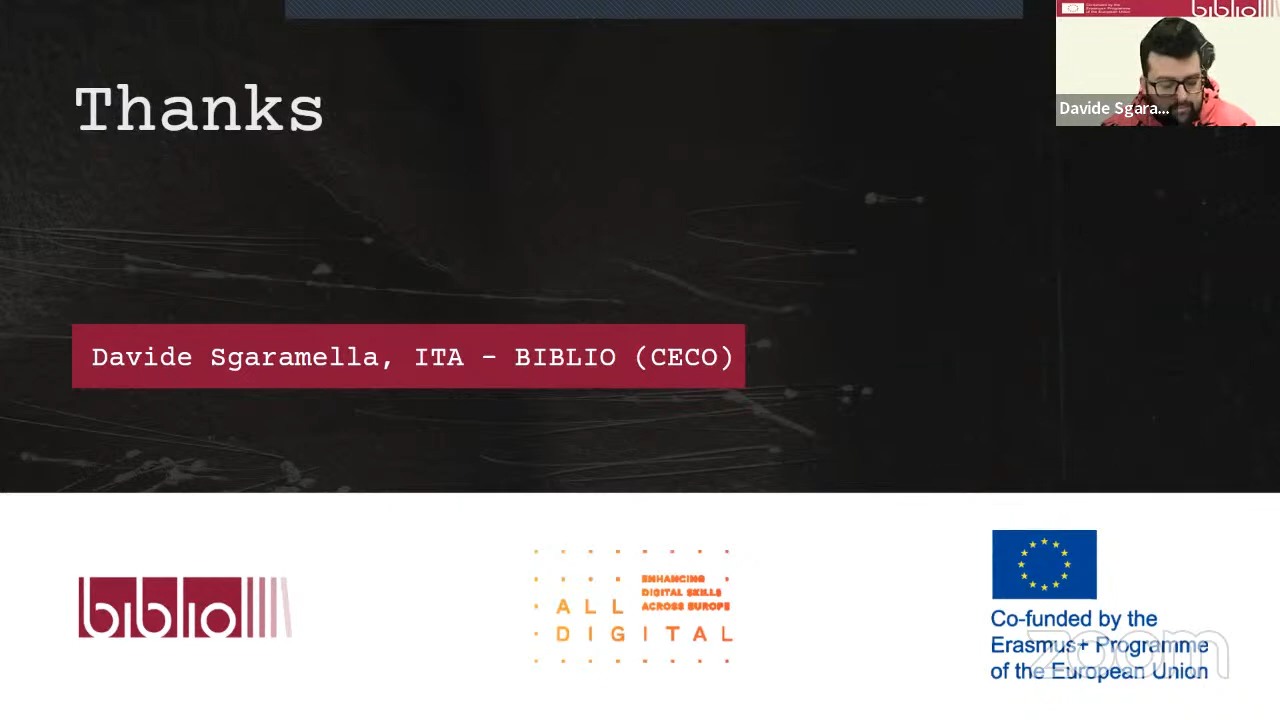 Thanks
biblio
Davide Sgara...
Davide Sgaramella, ITA - BIBLIO (CECO)
biblio
ENHANCING
DIGITAL SKILLS
ACROSS EUROPE
ALL
DIGITAL
Co-funded by the
Erasmus+ Programme
of the European Union
zoom